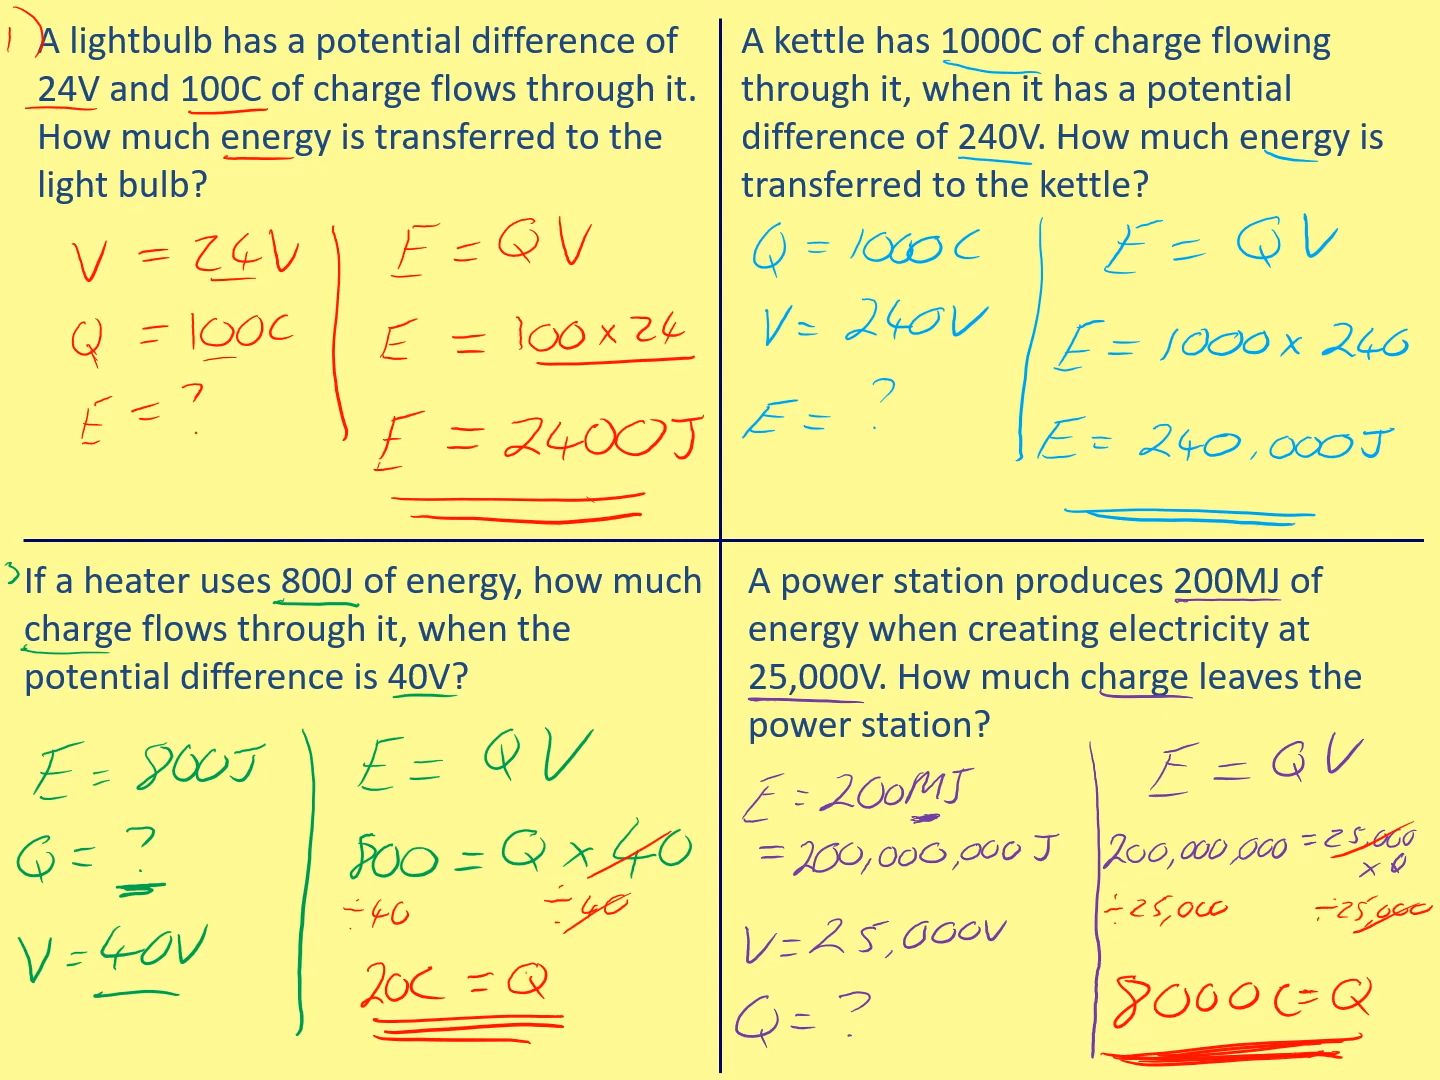 1) A lightbulb has a potential difference of
24V and 100C of charge flows through it.
How much energy is transferred to the
light bulb?
V = 24V
Q = 100C
E = ?
E = QV
E = 100 × 24
E = 2400J
A kettle has 1000C of charge flowing
through it, when it has a potential
difference of 240V. How much energy is
transferred to the kettle?
Q = 1000C
V = 240V
E = ?
E = QV
E = 1000 × 240
E = 240,000J
3 If a heater uses 800J of energy, how much
charge flows through it, when the
potential difference is 40V?
E = 800J
Q = ?
V = 40V
E = QV
800 = Q × 40
÷40 ÷40
20C = Q
A power station produces 200MJ of
energy when creating electricity at
25,000V. How much charge leaves the
power station?
E = 200MJ
= 200,000,000J
V = 25,000V
Q = ?
E = QV
200,000,000 = 25,000
× Q
÷25,000 ÷25,000
8000C = Q